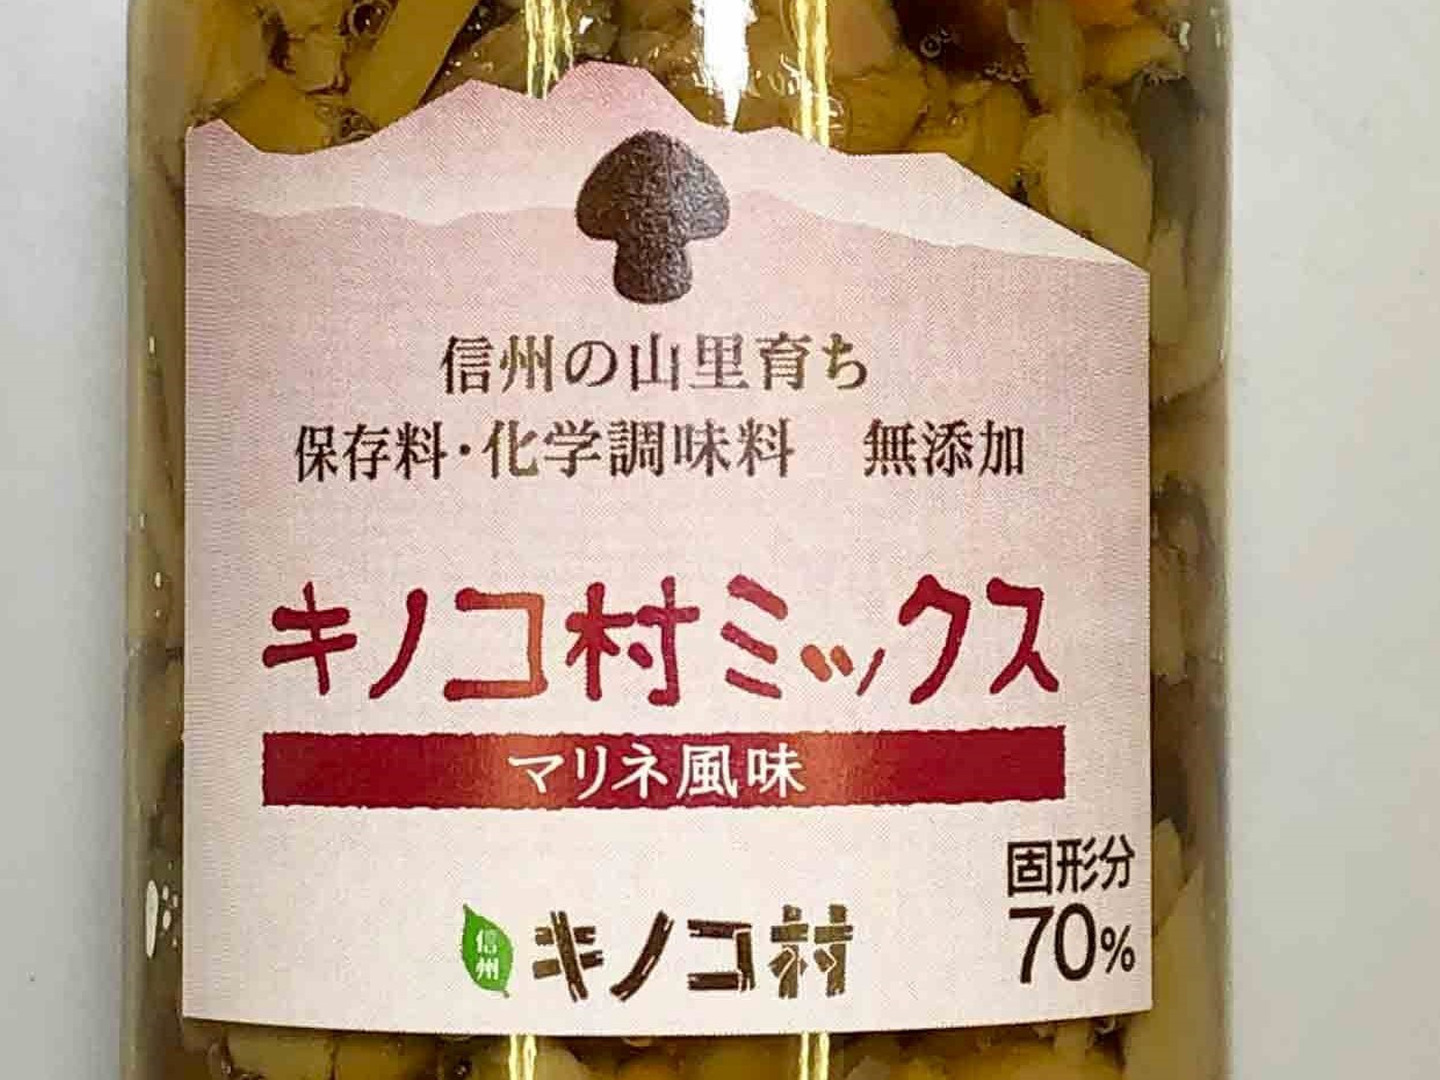 信州の山里育ち
保存料・化学調味料　無添加
キノコ村ミックス
マリネ風味
固形分
70%
信州
キノコ村